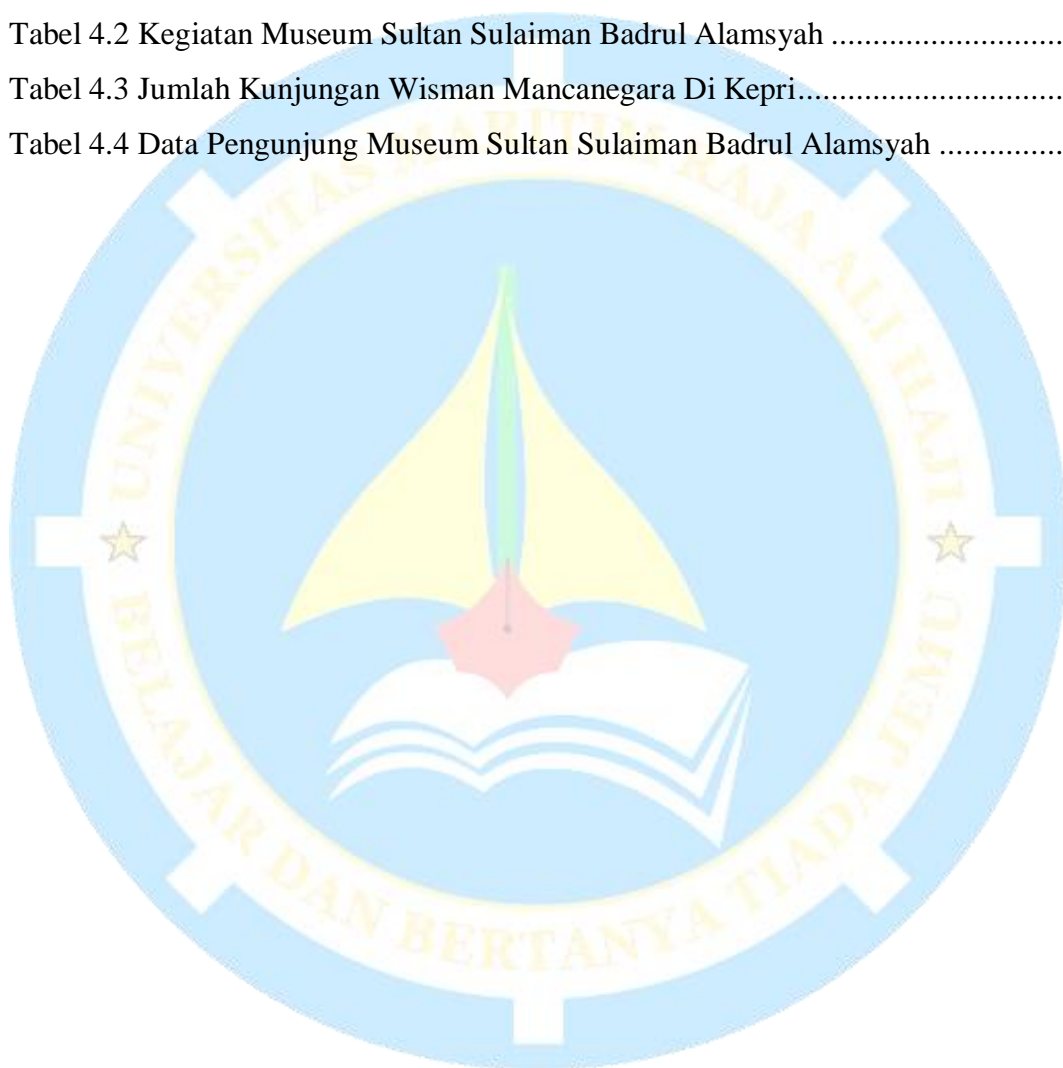 Tabel 4.2 Kegiatan Museum Sultan Sulaiman Badrul Alamsyah ............................
Tabel 4.3 Jumlah Kunjungan Wisman Mancanegara Di Kepri................................
Tabel 4.4 Data Pengunjung Museum Sultan Sulaiman Badrul Alamsyah ...............
UNIVERSITAS MARITIM RAJA ALI HAJI
BELAJAR DAN BERTANYA TIADA JEMU